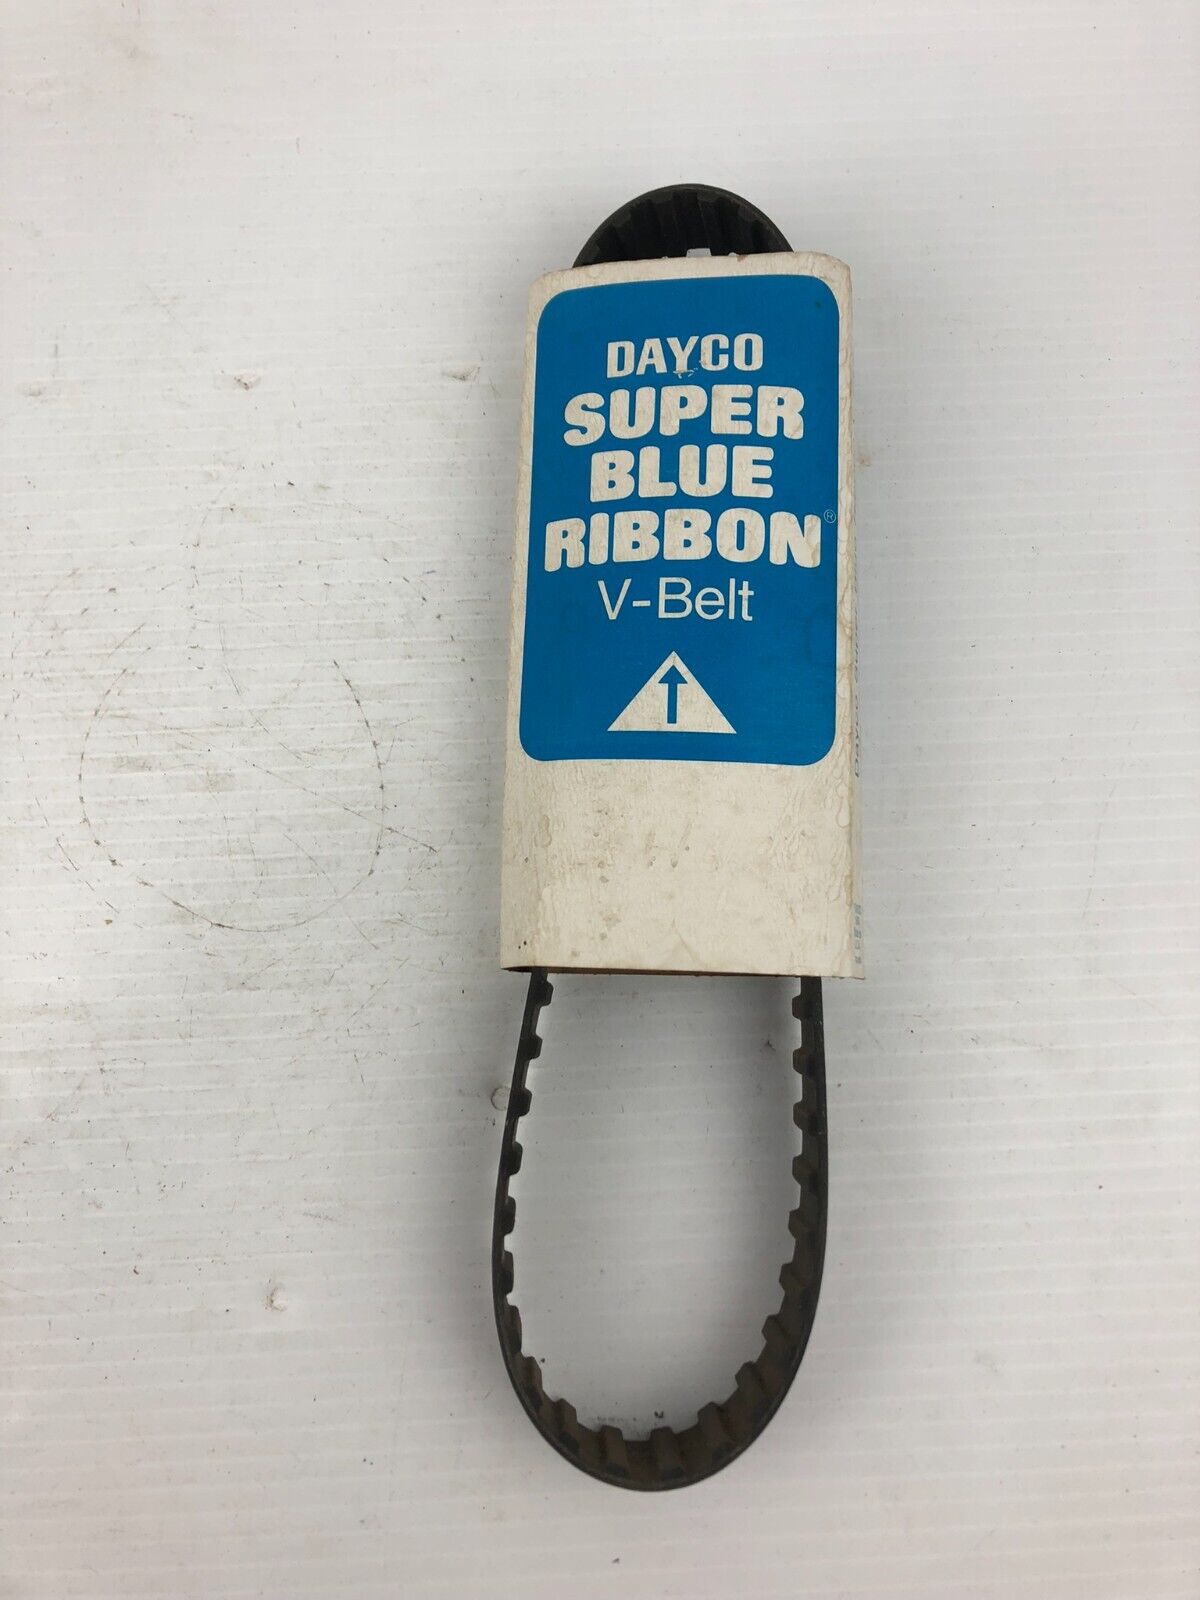 DAYCO
SUPER
BLUE
RIBBON®
V-Belt